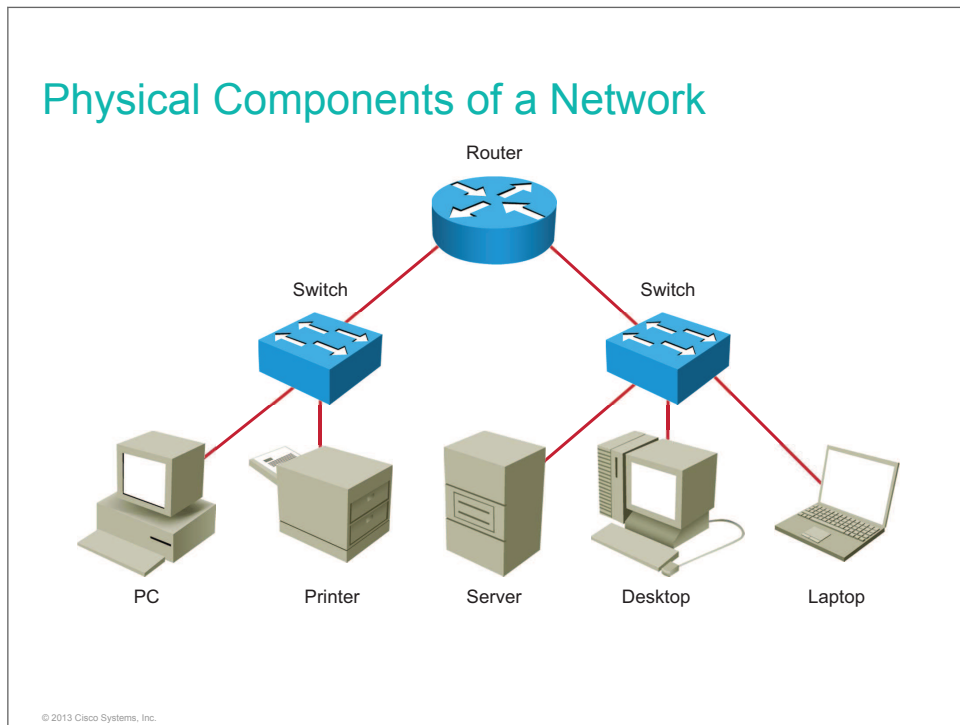 Physical Components of a Network
Router
Switch
Switch
PC
Printer
Server
Desktop
Laptop
© 2013 Cisco Systems, Inc.